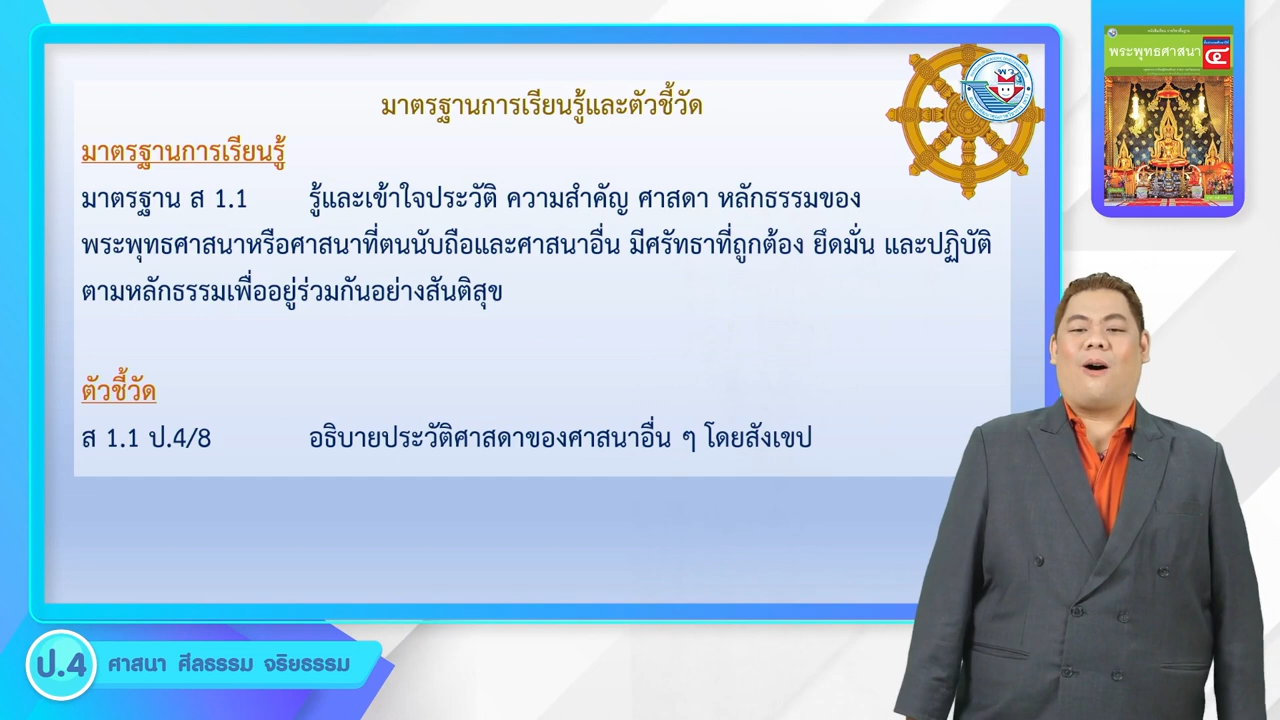 มาตรฐานการเรียนรู้และตัวชี้วัด
มาตรฐานการเรียนรู้
มาตรฐาน ส 1.1 รู้และเข้าใจประวัติ ความสำคัญ ศาสดา หลักธรรมของ
พระพุทธศาสนาหรือศาสนาที่ตนนับถือและศาสนาอื่น มีศรัทธาที่ถูกต้อง ยึดมั่น และปฏิบัติ
ตามหลักธรรมเพื่ออยู่ร่วมกันอย่างสันติสุข
ตัวชี้วัด
ส 1.1 ป.4/8 อธิบายประวัติศาสดาของศาสนาอื่น ๆ โดยสังเขป
พว
พระพุทธศาสนา ๔
ป.4 ศาสนา ศีลธรรม จริยธรรม